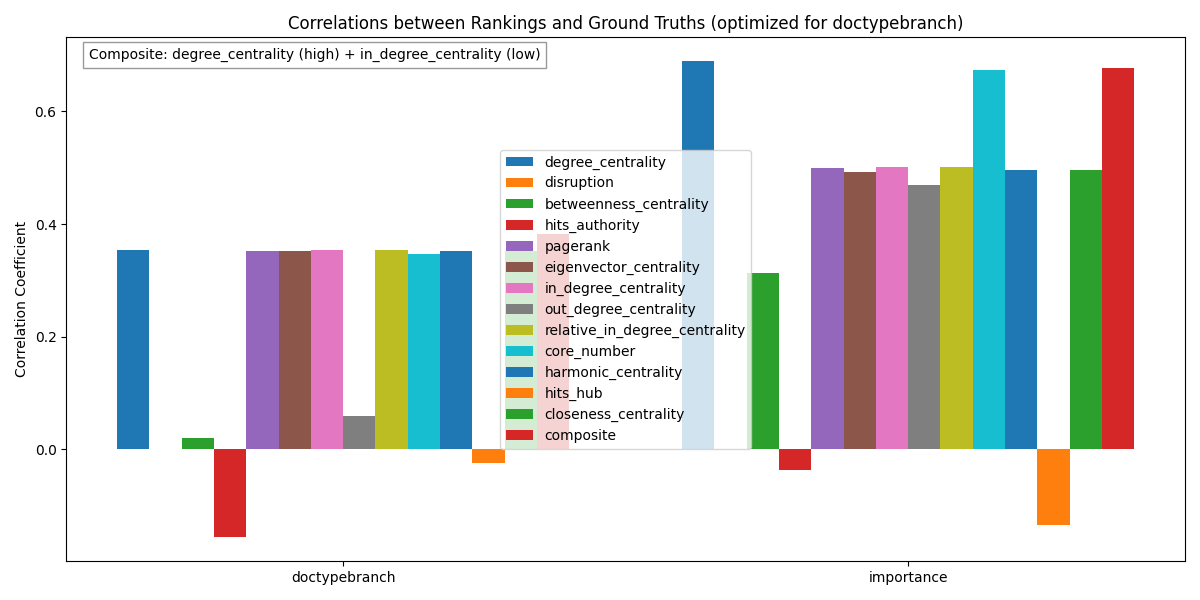 Correlations between Rankings and Ground Truths (optimized for doctypebranch)
Composite: degree_centrality (high) + in_degree_centrality (low)
Correlation Coefficient
0.6
0.4
0.2
0.0
degree_centrality
disruption
betweenness_centrality
hits_authority
pagerank
eigenvector_centrality
in_degree_centrality
out_degree_centrality
relative_in_degree_centrality
core_number
harmonic_centrality
hits_hub
closeness_centrality
composite
doctypebranch
importance